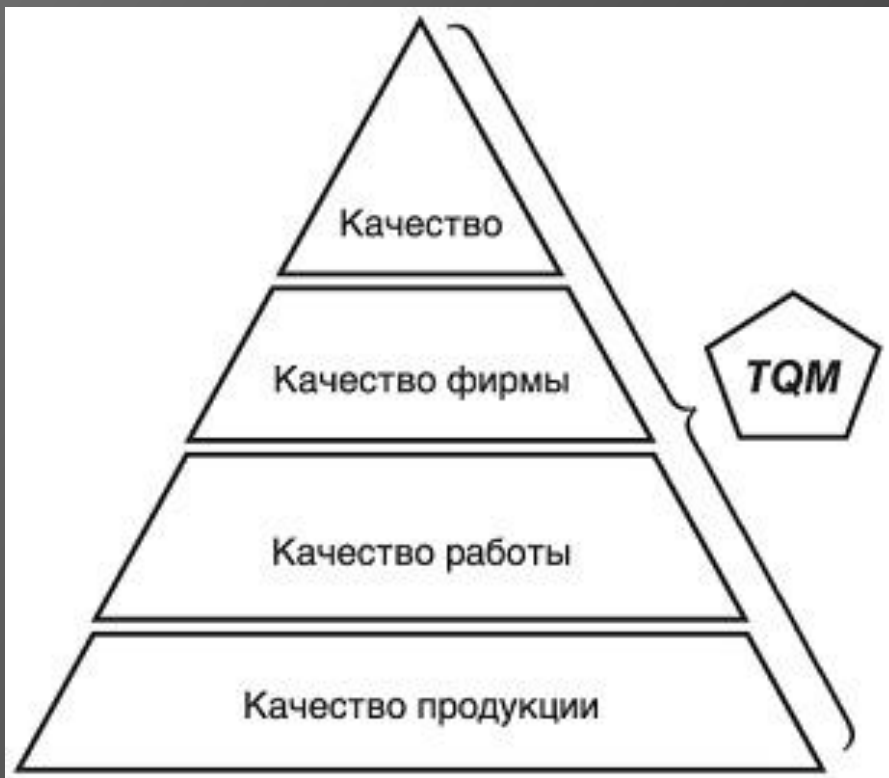 Качество
Качество фирмы
TQM
Качество работы
Качество продукции